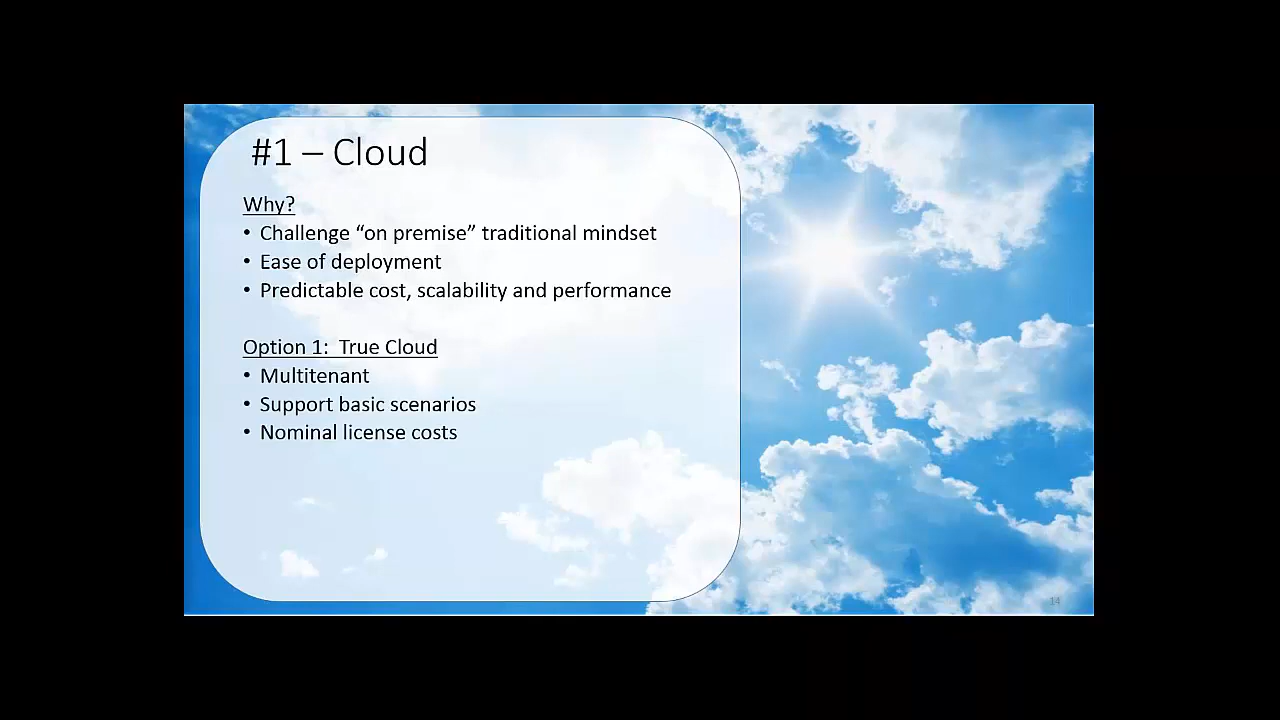 #1 – Cloud
Why?
• Challenge “on premise” traditional mindset
• Ease of deployment
• Predictable cost, scalability and performance
Option 1:  True Cloud
• Multitenant
• Support basic scenarios
• Nominal license costs
14